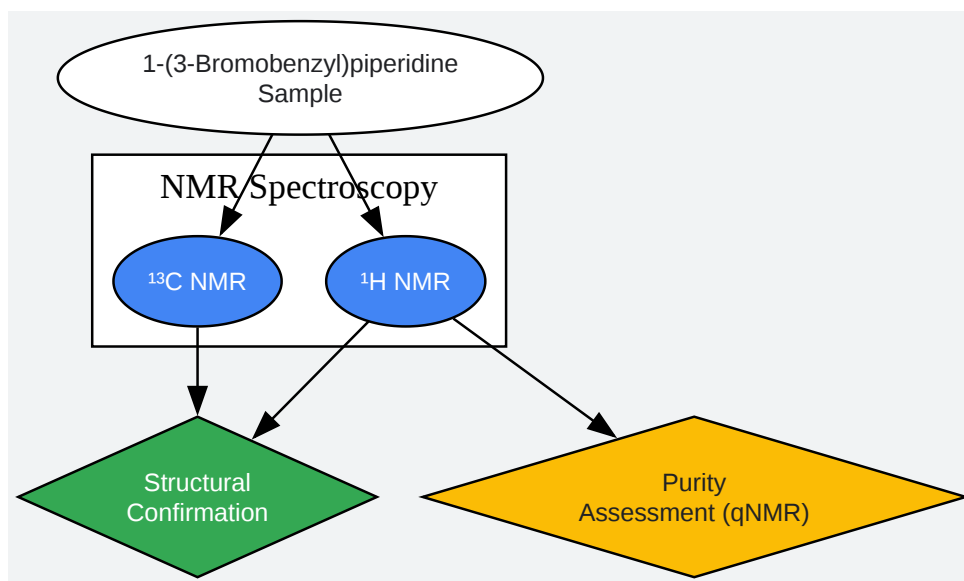 1-(3-Bromobenzyl)piperidine
Sample
NMR Spectroscopy
¹³C NMR
¹H NMR
Structural
Confirmation
Purity
Assessment (qNMR)